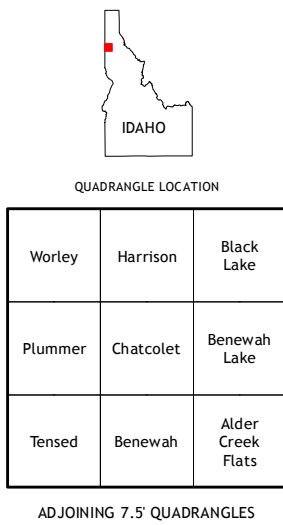 IDAHO
QUADRANGLE LOCATION
Worley
Harrison
Black
Lake
Plummer
Chatcolet
Benewah
Lake
Tensed
Benewah
Alder
Creek
Flats
ADJOINING 7.5' QUADRANGLES